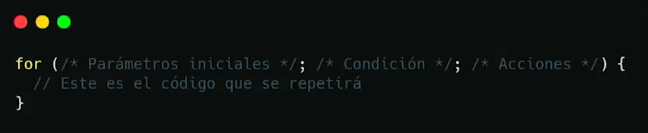 for (/* Parámetros iniciales */; /* Condición */; /* Acciones */) {
  // Este es el código que se repetirá
}